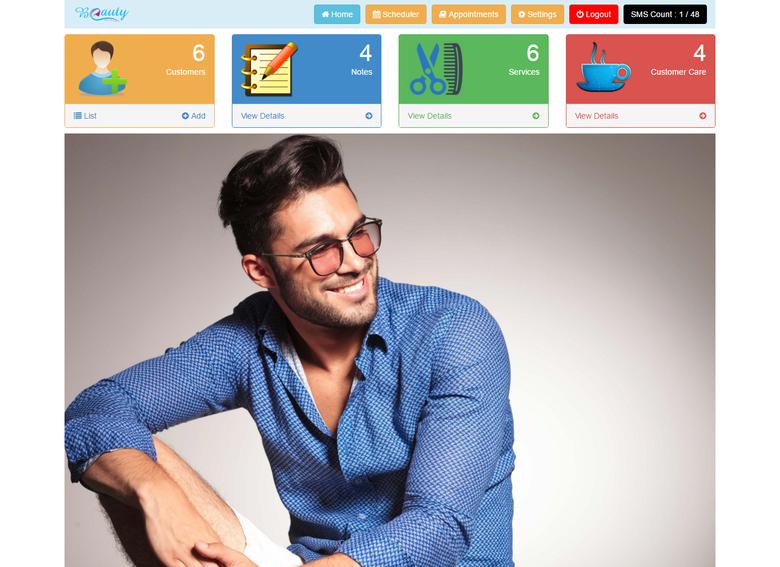 Beauty
Home Scheduler Appointments Settings Logout SMS Count : 1 / 48
6
Customers
List Add
4
Notes
View Details
6
Services
View Details
4
Customer Care
View Details